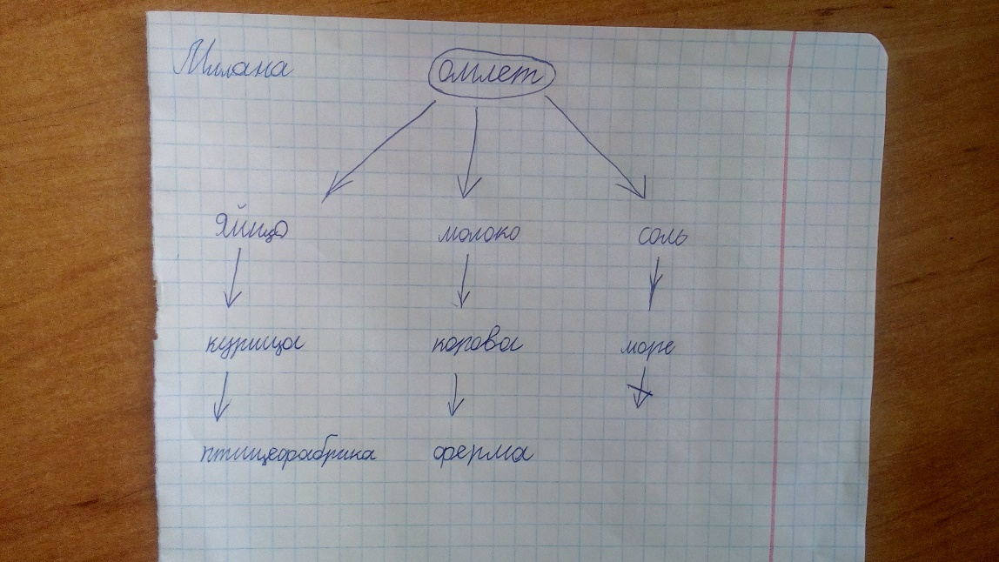 Милана омлет
яйцо молоко соль
курица корова море
птицефабрика ферма